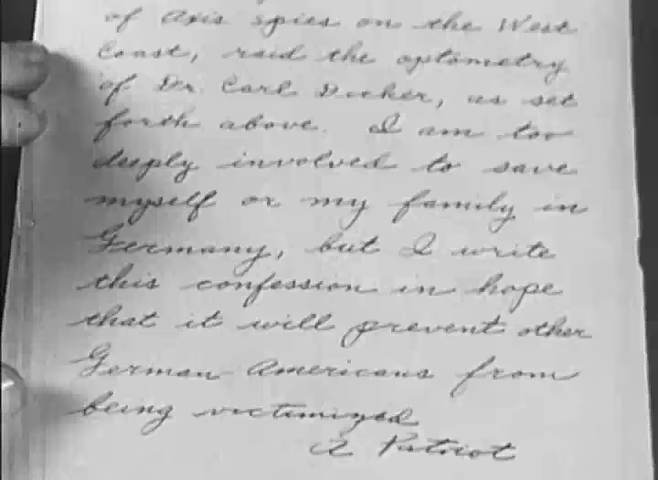 of Axis spies on the West
Coast, raid the optometry
of Dr. Carl Decker, as set
forth above. I am too
deeply involved to save
myself or my family in
Germany, but I write
this confession in hope
that it will prevent other
German Americans from
being victimized
A Patriot